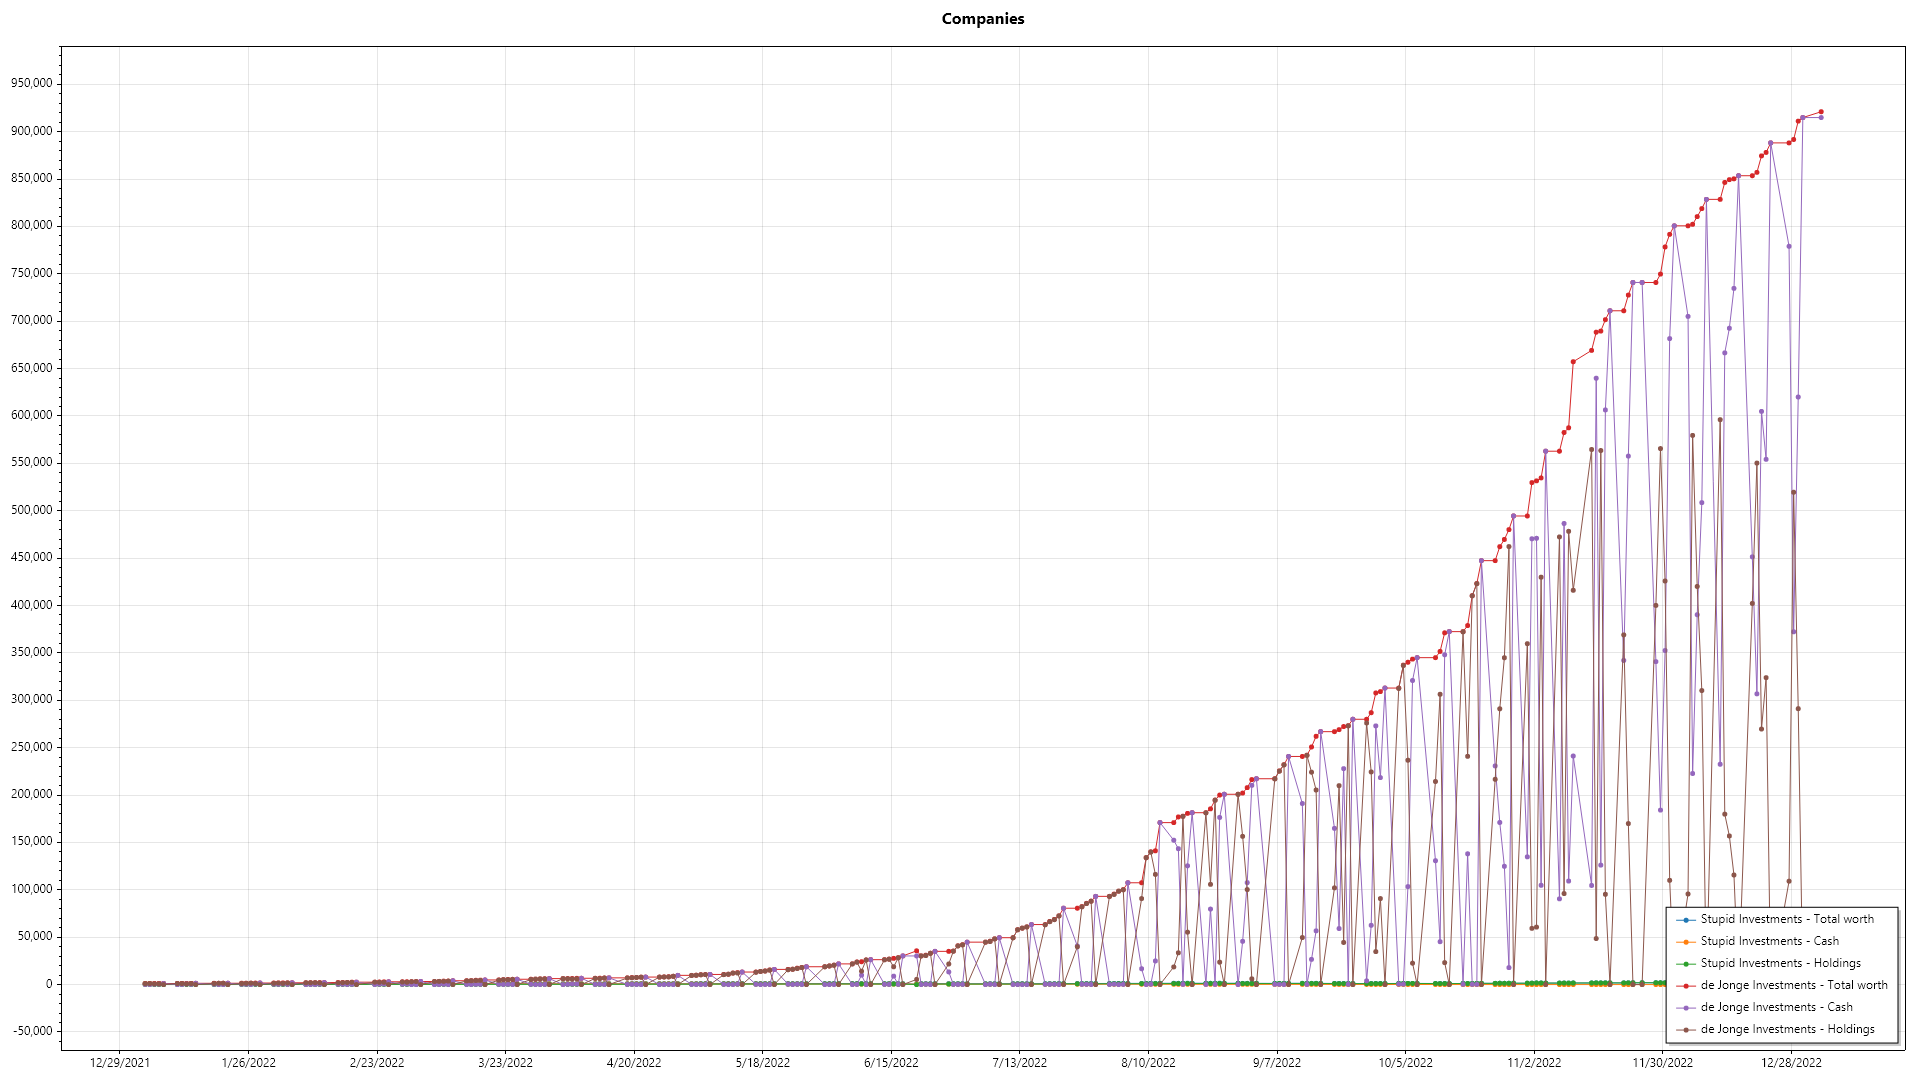 Companies
950,000
900,000
850,000
800,000
750,000
700,000
650,000
600,000
550,000
500,000
450,000
400,000
350,000
300,000
250,000
200,000
150,000
100,000
50,000
0
-50,000
12/29/2021 1/26/2022 2/23/2022 3/23/2022 4/20/2022 5/18/2022 6/15/2022 7/13/2022 8/10/2022 9/7/2022 10/5/2022 11/2/2022 11/30/2022 12/28/2022
Stupid Investments - Total worth
Stupid Investments - Cash
Stupid Investments - Holdings
de Jonge Investments - Total worth
de Jonge Investments - Cash
de Jonge Investments - Holdings